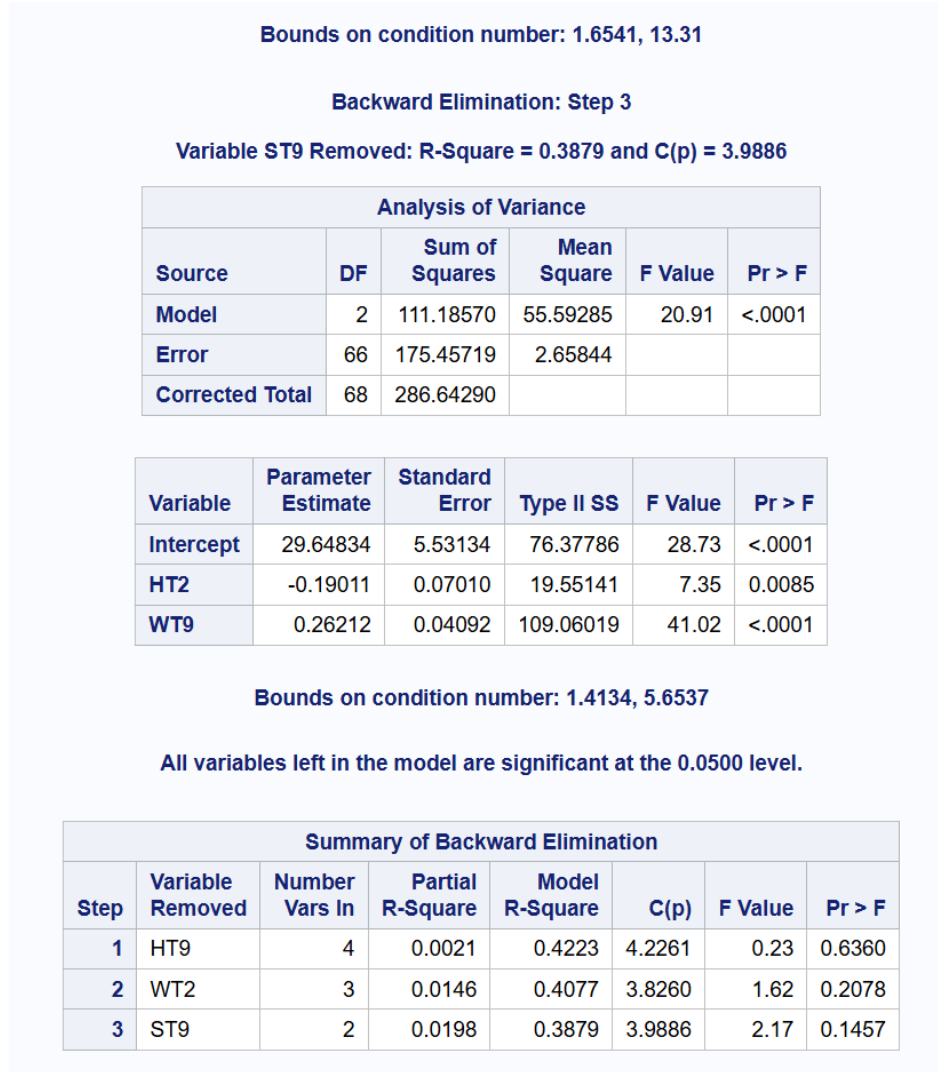 Bounds on condition number: 1.6541, 13.31
Backward Elimination: Step 3
Variable ST9 Removed: R-Square = 0.3879 and C(p) = 3.9886
Analysis of Variance
Source DF Sum of Squares Mean Square F Value Pr > F
Model 2 111.18570 55.59285 20.91 <.0001
Error 66 175.45719 2.65844
Corrected Total 68 286.64290
Variable Parameter Estimate Standard Error Type II SS F Value Pr > F
Intercept 29.64834 5.53134 76.37786 28.73 <.0001
HT2 -0.19011 0.07010 19.55141 7.35 0.0085
WT9 0.26212 0.04092 109.06019 41.02 <.0001
Bounds on condition number: 1.4134, 5.6537
All variables left in the model are significant at the 0.0500 level.
Summary of Backward Elimination
Step Variable Removed Number Vars In Partial R-Square Model R-Square C(p) F Value Pr > F
1 HT9 4 0.0021 0.4223 4.2261 0.23 0.6360
2 WT2 3 0.0146 0.4077 3.8260 1.62 0.2078
3 ST9 2 0.0198 0.3879 3.9886 2.17 0.1457